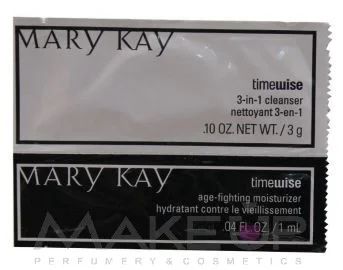 MARY KAY
timewise
3-in-1 cleanser
nettoyant 3-en-1
.10 OZ. NET WT. / 3 g
MARY KAY
timewise
age-fighting moisturizer
hydratant contre le vieillissement
.04 FL. OZ. / 1 mL
MAKEUP
PERFUMERY & COSMETICS